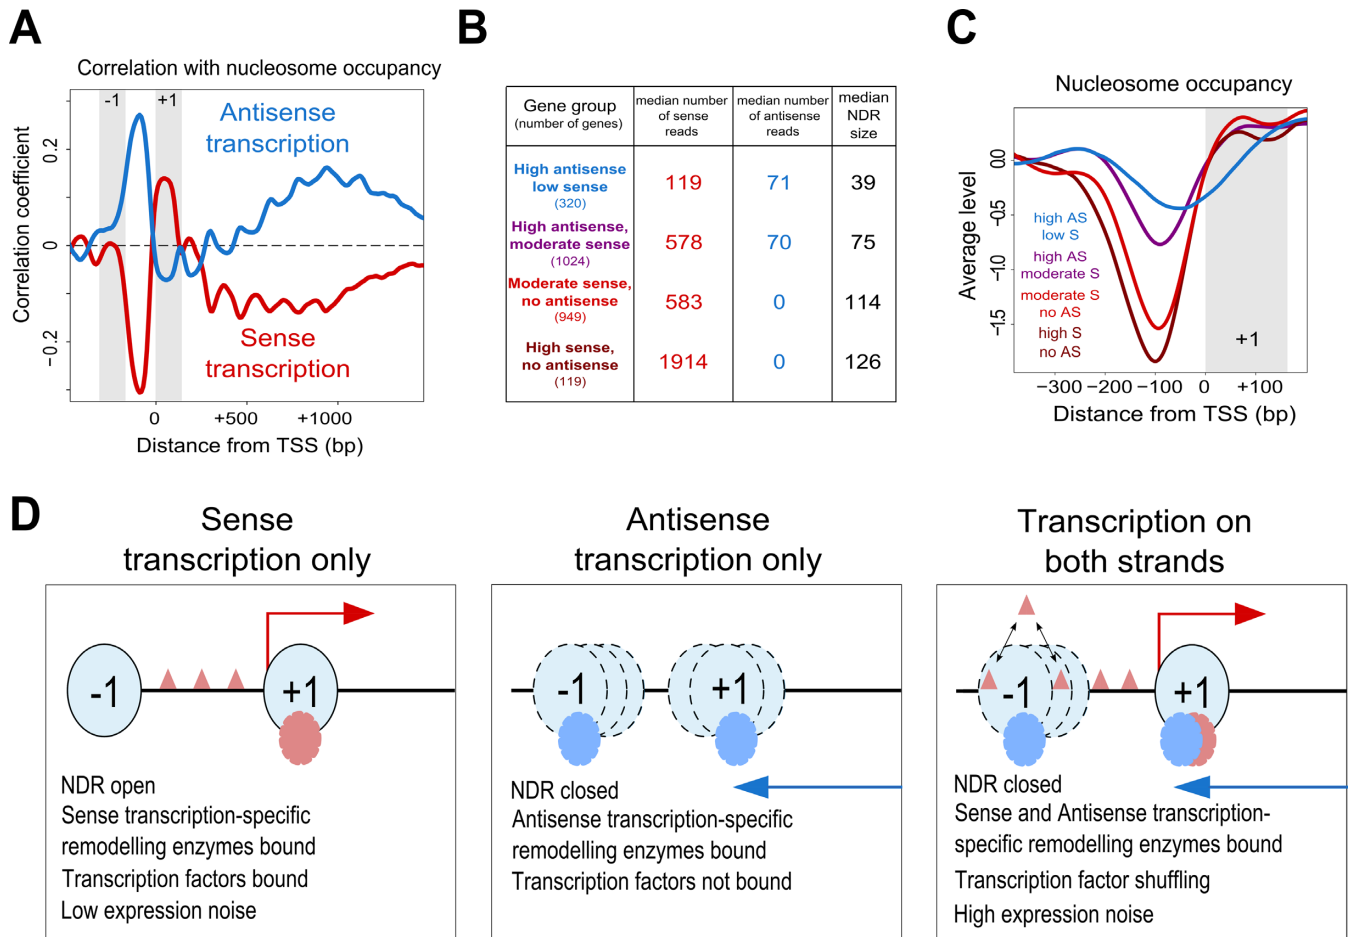 A
Correlation with nucleosome occupancy
-1
+1
Antisense
transcription
Sense
transcription
Correlation coefficient
0.2
0
−0.2
0
+500
+1000
Distance from TSS (bp)
B
Gene group
(number of genes)
median number
of sense
reads
median number
of antisense
reads
median
NDR
size
High antisense
low sense
(320)
119
71
39
High antisense,
moderate sense
(1024)
578
70
75
Moderate sense,
no antisense
(949)
583
0
114
High sense,
no antisense
(119)
1914
0
126
C
Nucleosome occupancy
Average level
0.0
−0.5
−1.0
−1.5
high AS
low S
high AS
moderate S
moderate S
no AS
high S
no AS
+1
−300
−200
−100
0
+100
Distance from TSS (bp)
D
Sense
transcription only
-1
+1
NDR open
Sense transcription-specific
remodelling enzymes bound
Transcription factors bound
Low expression noise
Antisense
transcription only
-1
+1
NDR closed
Antisense transcription-specific
remodelling enzymes bound
Transcription factors not bound
Transcription on
both strands
-1
+1
NDR closed
Sense and Antisense transcription-
specific remodelling enzymes bound
Transcription factor shuffling
High expression noise